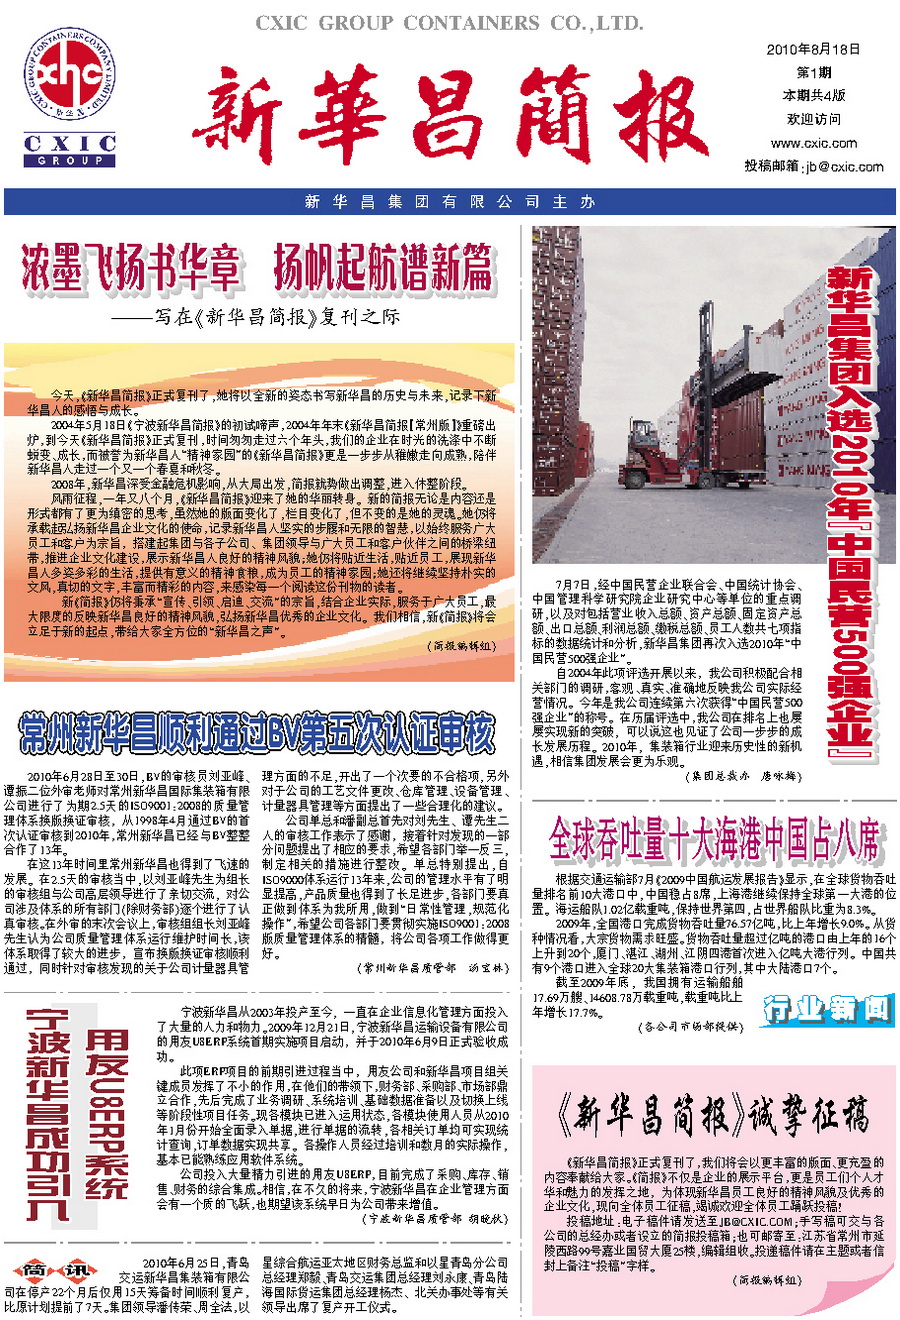 CXIC GROUP CONTAINERS CO.,LTD.
CXIC
GROUP
新華昌簡报
2010年8月18日
第1期
本期共4版
欢迎访问
www.cxic.com
投稿邮箱:jb@cxic.com
新华昌集团有限公司主办
浓墨飞扬书华章 扬帆起航谱新篇
——写在《新华昌简报》复刊之际
今天,《新华昌简报》正式复刊了,她将以全新的姿态书写新华昌的历史与未来,记录下新
华昌人的感悟与成长。
2004年5月18日《宁波新华昌简报》的初试啼声,2004年年末《新华昌简报【常州版】》重磅出
炉,到今天《新华昌简报》正式复刊,时间匆匆走过六个年头,我们的企业在时光的洗涤中不断
蜕变、成长,而被誉为新华昌人“精神家园”的《新华昌简报》更是一步步从稚嫩走向成熟,陪伴
新华昌人走过一个又一个春夏和秋冬。
2008年,新华昌深受金融危机影响,从大局出发,简报就势做出调整,进入休整阶段。
风雨征程,一年又八个月,《新华昌简报》迎来了她的华丽转身。新的简报无论是内容还是
形式都有了更为缜密的思考,虽然她的版面变化了,栏目变化了,但不变的是她的灵魂。她仍将
承载起弘扬新华昌企业文化的使命,记录新华昌人坚实的步履和无限的智慧,以始终服务广大
员工和客户为宗旨,搭建起集团与各子公司、集团领导与广大员工和客户伙伴之间的桥梁纽
带,推进企业文化建设,展示新华昌人良好的精神风貌;她仍将贴近生活,贴近员工,展现新华
昌人多姿多彩的生活,提供有意义的精神食粮,成为员工的精神家园;她还将继续坚持朴实的
文风,真切的文字,丰富而精彩的内容,来感染每一个阅读这份刊物的读者。
新《简报》仍将秉承“宣传、引领、启迪、交流”的宗旨,结合企业实际,服务于广大员工,最
大限度的反映新华昌良好的精神风貌,弘扬新华昌优秀的企业文化。我们相信,新《简报》将会
立足于新的起点,带给大家全方位的“新华昌之声”。
(简报编辑组)
新华昌集团入选2010年『中国民营500强企业』
7月7日,经中国民营企业联合会、中国统计协会、
中国管理科学研究院企业研究中心等单位的重点调
研,以及对包括营业收入总额、资产总额、固定资产总
额、出口总额、利润总额、缴税总额、员工人数共七项指
标的数据统计和分析,新华昌集团再次入选2010年“中
国民营500强企业”。
自2004年此项评选开展以来,我公司积极配合相
关部门的调研,客观、真实、准确地反映我公司实际经
营情况。今年是我公司连续第六次获得“中国民营500
强企业”的称号。在历届评选中,我公司在排名上也屡
屡实现新的突破,可以说这也见证了公司一步步的成
长发展历程。2010年,集装箱行业迎来历史性的新机
遇,相信集团发展会更为乐观。
(集团总裁办 唐咏梅)
常州新华昌顺利通过BV第五次认证审核
2010年6月28日至30日,BV的审核员刘亚峰、
谭振二位外审老师对常州新华昌国际集装箱有限
公司进行了为期2.5天的ISO9001:2008的质量管
理体系换版换证审核,从1998年4月通过BV的首
次认证审核到2010年,常州新华昌已经与BV整整
合作了13年。
在这13年时间里常州新华昌也得到了飞速的
发展。在2.5天的审核当中,以刘亚峰先生为组长
的审核组与公司高层领导进行了亲切交流,对公
司涉及体系的所有部门(除财务部)逐个进行了认
真审核。在外审的末次会议上,审核组组长刘亚峰
先生认为公司质量管理体系运行维护时间长,该
体系取得了较大的进步,宣布换版换证审核顺利
通过,同时针对审核发现的关于公司计量器具管
理方面的不足,开出了一个次要的不合格项,另外
对于公司的工艺文件更改、仓库管理、设备管理、
计量器具管理等方面提出了一些合理化的建议。
公司单总和潘副总首先对刘先生、谭先生二
人的审核工作表示了感谢,接着针对发现的一部
分问题提出了相应的要求,希望各部门举一反三,
制定相关的措施进行整改。单总特别提出,自
ISO9000体系运行13年来,公司的管理水平有了明
显提高,产品质量也得到了长足进步,各部门要真
正做到体系为我所用,做到“日常性管理,规范化
操作”,希望公司各部门要贯彻实施ISO9001:2008
版质量管理体系的精髓,将公司各项工作做得更
好。
(常州新华昌质管部 汤宝林)
全球吞吐量十大海港中国占八席
根据交通运输部7月《2009中国航运发展报告》显示,在全球货物吞吐
量排名前10大港口中,中国稳占8席,上海港继续保持全球第一大港的位
置。海运船队1.02亿载重吨,保持世界第四,占世界船队比重为8.3%。
2009年,全国港口完成货物吞吐量76.57亿吨,比上年增长9.0%。从货
种情况看,大宗货物需求旺盛。货物吞吐量超过亿吨的港口由上年的16个
上升到20个,厦门、湛江、湖州、江阴四港首次进入亿吨大港行列。中国共
有9个港口进入全球20大集装箱港口行列,其中大陆港口7个。
截至2009年底,我国拥有运输船舶
17.69万艘、14608.78万载重吨,载重吨比上
年增长17.7%。
(各公司市场部提供)
行业新闻
宁波新华昌成功引入
用友U8ERP系统
宁波新华昌从2003年投产至今,一直在企业信息化管理方面投入
了大量的人力和物力。2009年12月21日,宁波新华昌运输设备有限公司
的用友U8ERP系统首期实施项目启动,并于2010年6月9日正式验收成
功。
此项ERP项目的前期引进过程当中,用友公司和新华昌项目组关
键成员发挥了不小的作用,在他们的带领下,财务部、采购部、市场部鼎
立合作,先后完成了业务调研、系统培训、基础数据准备以及切换上线
等阶段性项目任务。现各模块已进入运用状态,各模块使用人员从2010
年1月份开始全面录入单据,进行单据的流转,各相关订单均可实现统
计查询,订单数据实现共享。各操作人员经过培训和数月的实际操作,
基本已能熟练应用软件系统。
公司投入大量精力引进的用友U8ERP,目前完成了采购、库存、销
售、财务的综合集成。相信,在不久的将来,宁波新华昌在企业管理方面
会有一个质的飞跃,也期望该系统早日为公司带来增值。
(宁波新华昌质管部 胡晓秋)
《新华昌简报》诚挚征稿
《新华昌简报》正式复刊了,我们将会以更丰富的版面、更充盈的
内容奉献给大家。《简报》不仅是企业的展示平台,更是员工们个人才
华和魅力的发挥之地,为体现新华昌员工良好的精神风貌及优秀的
企业文化,现向全体员工征稿,竭诚欢迎全体员工踊跃投稿!
投稿地址:电子稿件请发送至JB@CXIC.COM;手写稿可交与各
公司的总经办或者设立的简报投稿箱;也可邮寄至:江苏省常州市延
陵西路99号嘉业国贸大厦25楼,编辑组收。投递稿件请在主题或者信
封上备注“投稿”字样。
(简报编辑组)
简讯
2010年6月25日,青岛
交运新华昌集装箱有限公
司在停产22个月后仅用15天筹备时间顺利复产,
比原计划提前了7天。集团领导潘传荣、周全法,以
星综合航运亚太地区财务总监和以星青岛分公司
总经理郑毅、青岛交运集团总经理刘永康、青岛陆
海国际货运集团总经理杨杰、北关办事处等有关
领导出席了复产开工仪式。